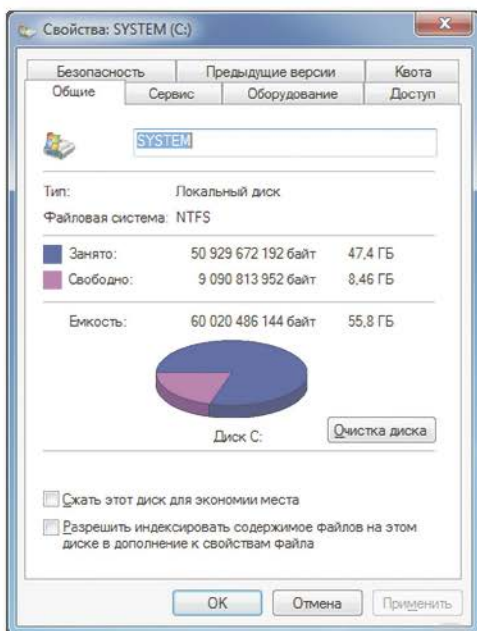 Свойства: SYSTEM (C:)
Безопасность Предыдущие версии Квота
Общие Сервис Оборудование Доступ
SYSTEM
Тип: Локальный диск
Файловая система: NTFS
Занято: 50 929 672 192 байт 47,4 ГБ
Свободно: 9 090 813 952 байт 8,46 ГБ
Емкость: 60 020 486 144 байт 55,8 ГБ
Диск C:
Очистка диска
Сжать этот диск для экономии места
Разрешить индексировать содержимое файлов на этом
диске в дополнение к свойствам файла
OK Отмена Применить